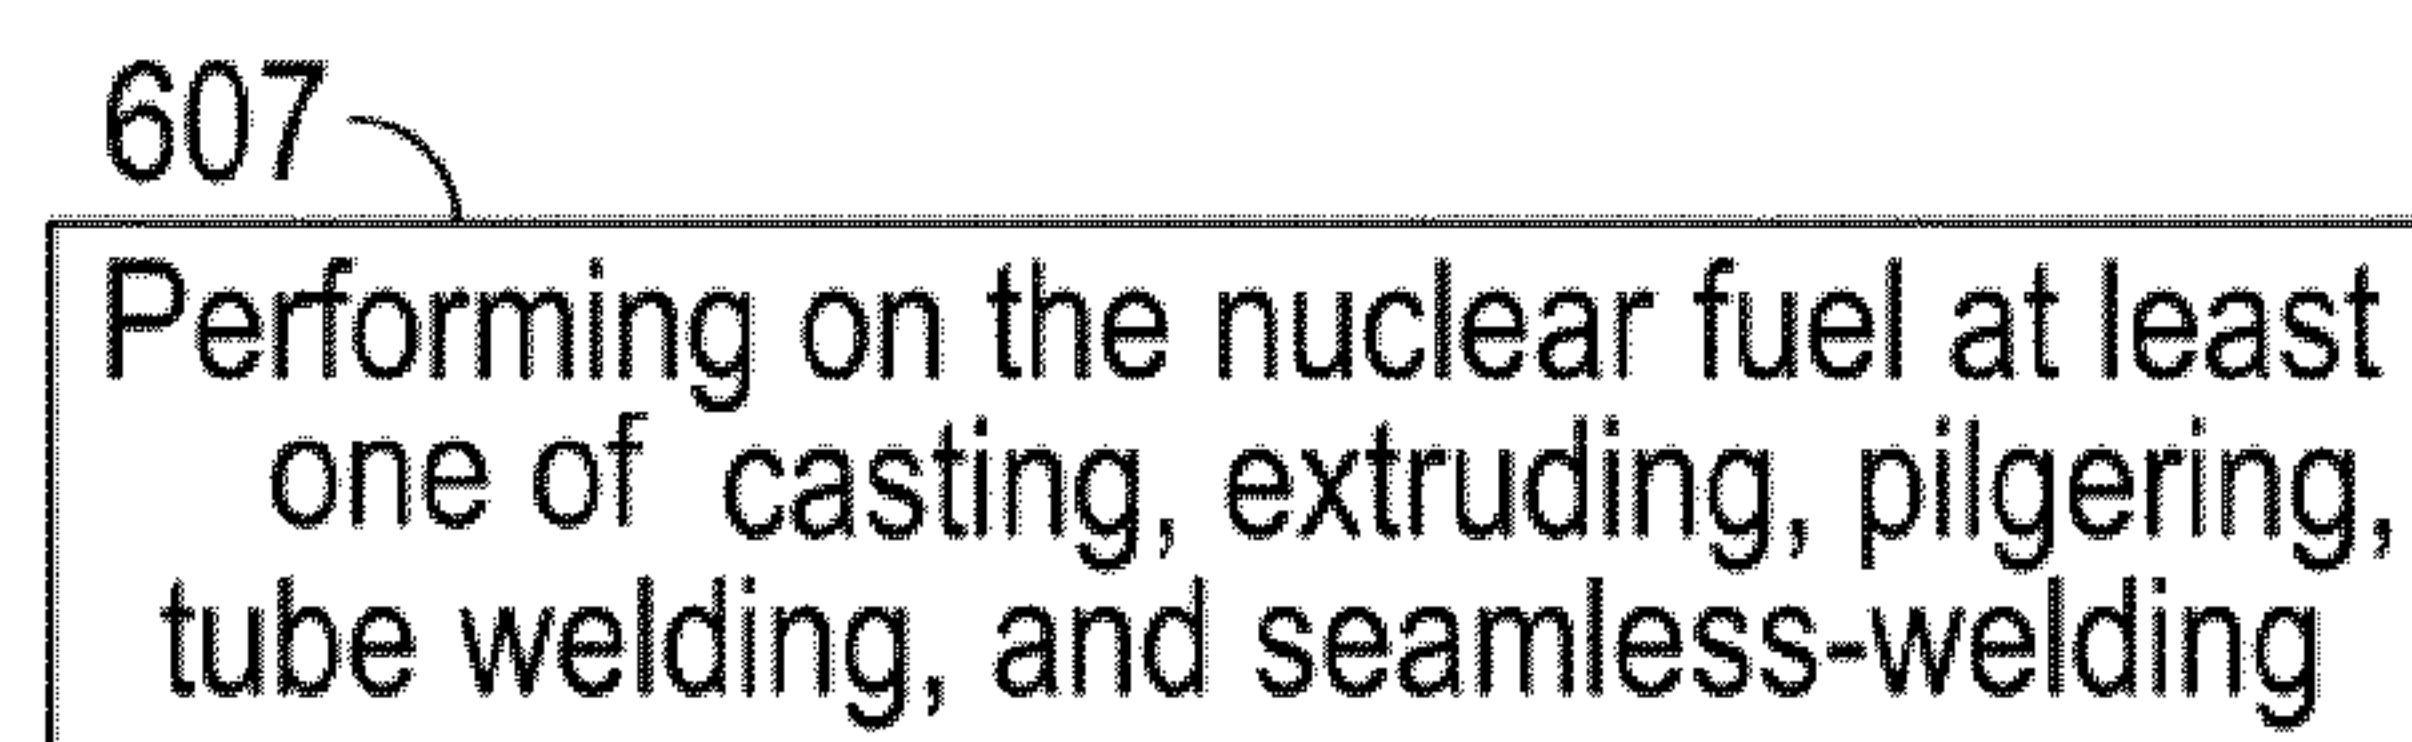 607
Performing on the nuclear fuel at least
one of casting, extruding, pilgering,
tube welding, and seamless-welding